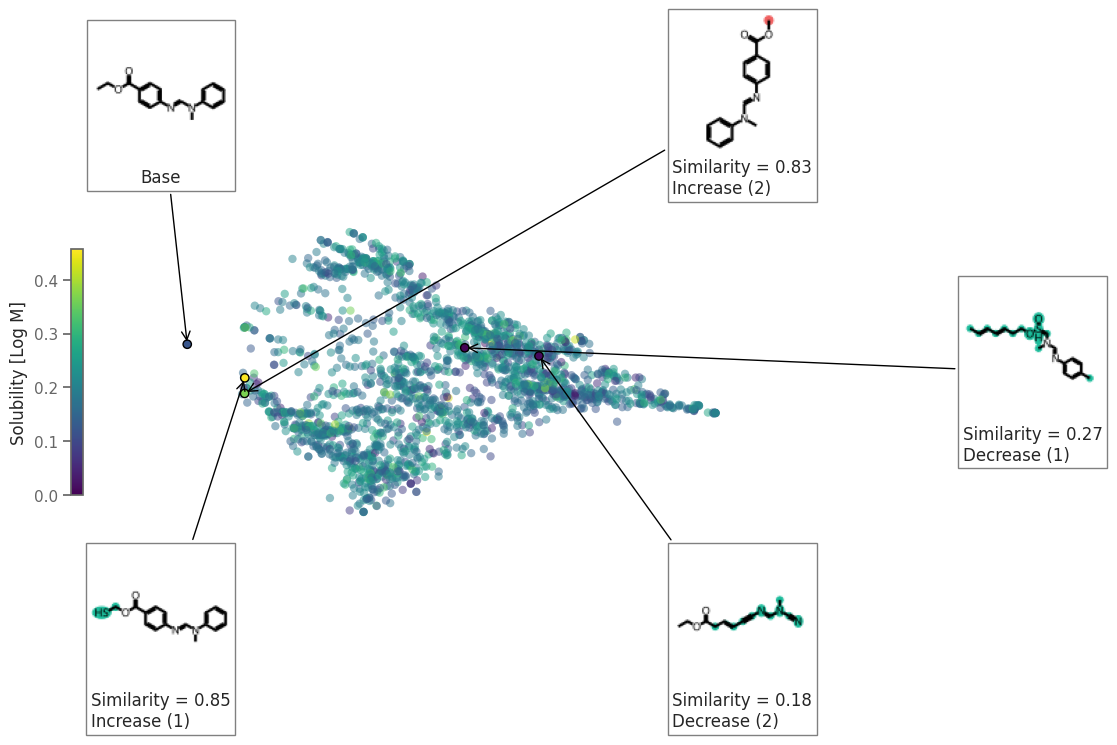 Base
Similarity = 0.83
Increase (2)
Solubility [Log M]
0.4
0.3
0.2
0.1
0.0
Similarity = 0.27
Decrease (1)
Similarity = 0.85
Increase (1)
Similarity = 0.18
Decrease (2)
O
O
N
N
O
O
N
N
HS
O
O
N
N
O
O
N
N
N